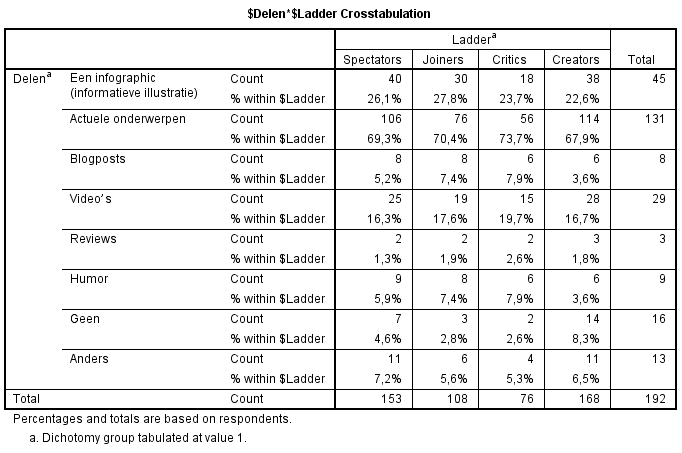 $Delen*$Ladder Crosstabulation
Ladderᵃ
Spectators Joiners Critics Creators Total
Delenᵃ Een infographic Count 40 30 18 38 45
(informatieve illustratie) % within $Ladder 26,1% 27,8% 23,7% 22,6%
Actuele onderwerpen Count 106 76 56 114 131
% within $Ladder 69,3% 70,4% 73,7% 67,9%
Blogposts Count 8 8 6 6 8
% within $Ladder 5,2% 7,4% 7,9% 3,6%
Video's Count 25 19 15 28 29
% within $Ladder 16,3% 17,6% 19,7% 16,7%
Reviews Count 2 2 2 3 3
% within $Ladder 1,3% 1,9% 2,6% 1,8%
Humor Count 9 8 6 6 9
% within $Ladder 5,9% 7,4% 7,9% 3,6%
Geen Count 7 3 2 14 16
% within $Ladder 4,6% 2,8% 2,6% 8,3%
Anders Count 11 6 4 11 13
% within $Ladder 7,2% 5,6% 5,3% 6,5%
Total Count 153 108 76 168 192
Percentages and totals are based on respondents.
a. Dichotomy group tabulated at value 1.